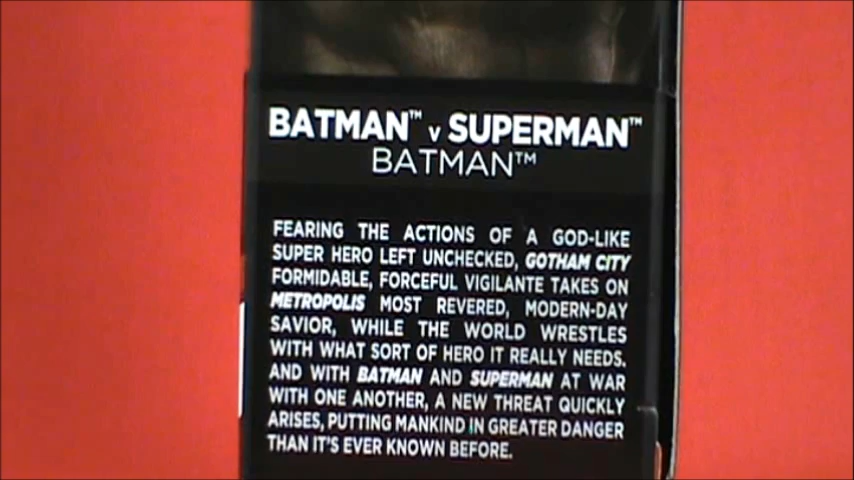 BATMAN™ v SUPERMAN™
BATMAN™
FEARING THE ACTIONS OF A GOD-LIKE
SUPER HERO LEFT UNCHECKED, GOTHAM CITY
FORMIDABLE, FORCEFUL VIGILANTE TAKES ON
METROPOLIS MOST REVERED, MODERN-DAY
SAVIOR, WHILE THE WORLD WRESTLES
WITH WHAT SORT OF HERO IT REALLY NEEDS.
AND WITH BATMAN AND SUPERMAN AT WAR
WITH ONE ANOTHER, A NEW THREAT QUICKLY
ARISES, PUTTING MANKIND IN GREATER DANGER
THAN IT'S EVER KNOWN BEFORE.